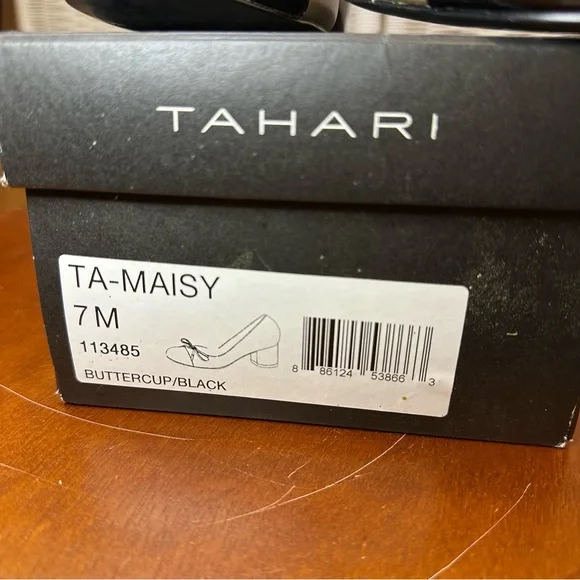 TAHARI
TA-MAISY
7 M
113485
BUTTERCUP/BLACK
8 86124 53866 3